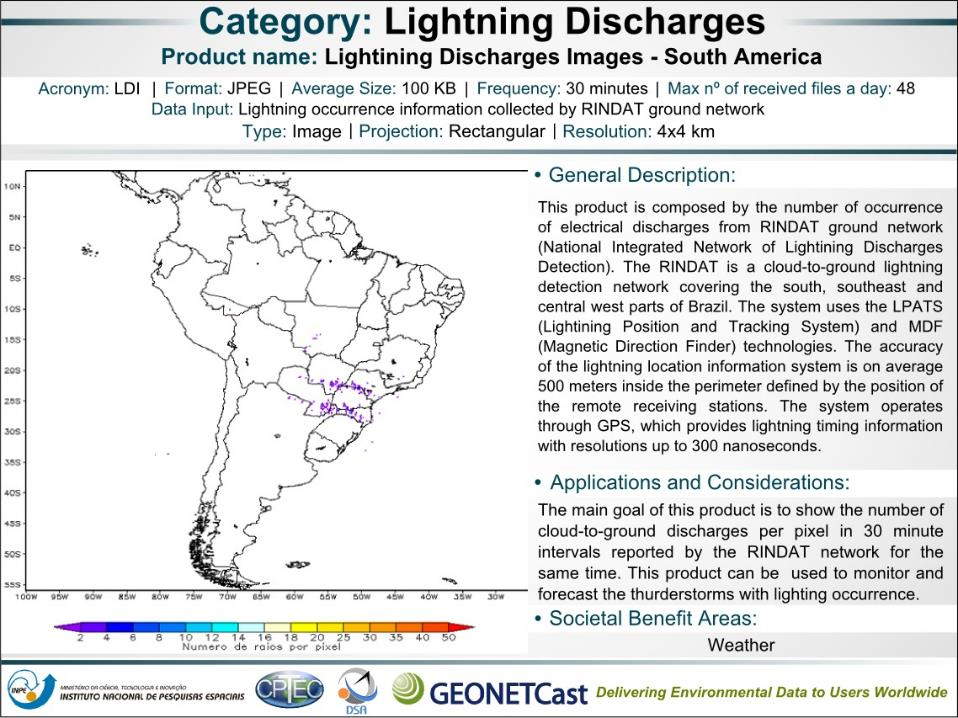 Category: Lightning Discharges
Product name: Lightining Discharges Images - South America
Acronym: LDI | Format: JPEG | Average Size: 100 KB | Frequency: 30 minutes | Max nº of received files a day: 48
Data Input: Lightning occurrence information collected by RINDAT ground network
Type: Image | Projection: Rectangular | Resolution: 4x4 km
• General Description:
This product is composed by the number of occurrence
of electrical discharges from RINDAT ground network
(National Integrated Network of Lightining Discharges
Detection). The RINDAT is a cloud-to-ground lightning
detection network covering the south, southeast and
central west parts of Brazil. The system uses the LPATS
(Lightining Position and Tracking System) and MDF
(Magnetic Direction Finder) technologies. The accuracy
of the lightning location information system is on average
500 meters inside the perimeter defined by the position of
the remote receiving stations. The system operates
through GPS, which provides lightning timing information
with resolutions up to 300 nanoseconds.
• Applications and Considerations:
The main goal of this product is to show the number of
cloud-to-ground discharges per pixel in 30 minute
intervals reported by the RINDAT network for the
same time. This product can be used to monitor and
forecast the thurderstorms with lighting occurrence.
• Societal Benefit Areas:
Weather
10N
5N
EQ
5S
10S
15S
20S
25S
30S
35S
40S
45S
50S
55S
100W 95W 90W 85W 80W 75W 70W 65W 60W 55W 50W 45W 40W 35W 30W
2 4 6 8 10 12 14 16 18 20 25 30 35 40 50
Numero de raios por pixel
INPE
MINISTÉRIO DA CIÊNCIA, TECNOLOGIA E INOVAÇÃO
INSTITUTO NACIONAL DE PESQUISAS ESPACIAIS
CPTEC
DSA
GEONETCast
Delivering Environmental Data to Users Worldwide